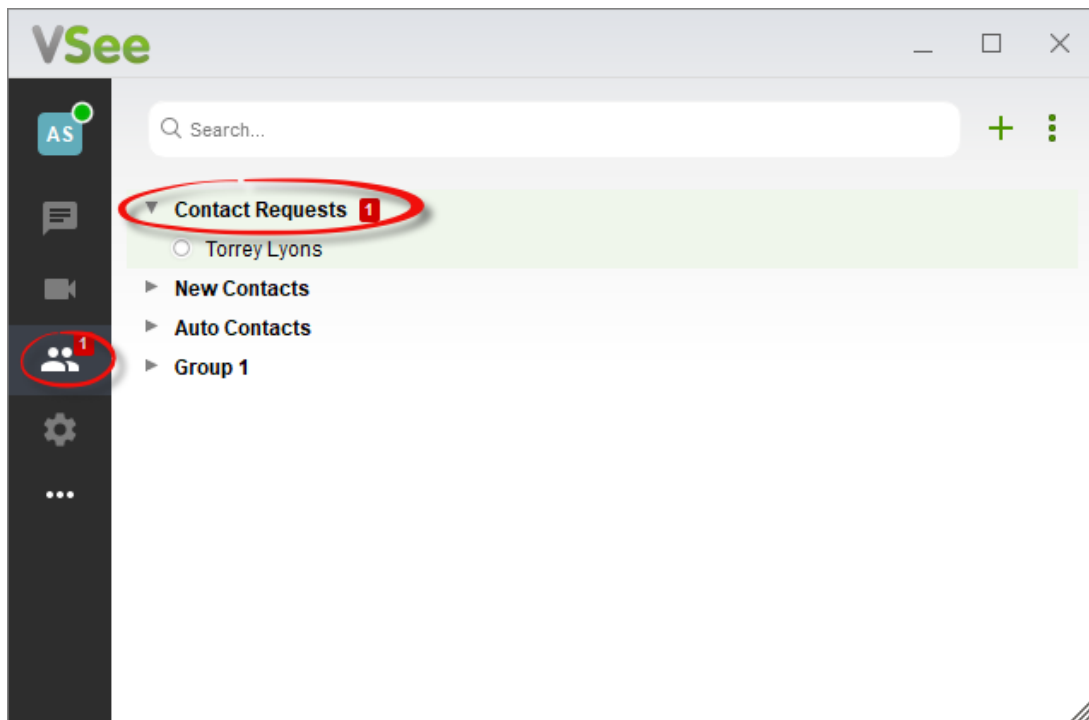 VSee
AS
Search...
Contact Requests 1
Torrey Lyons
New Contacts
Auto Contacts
1
Group 1